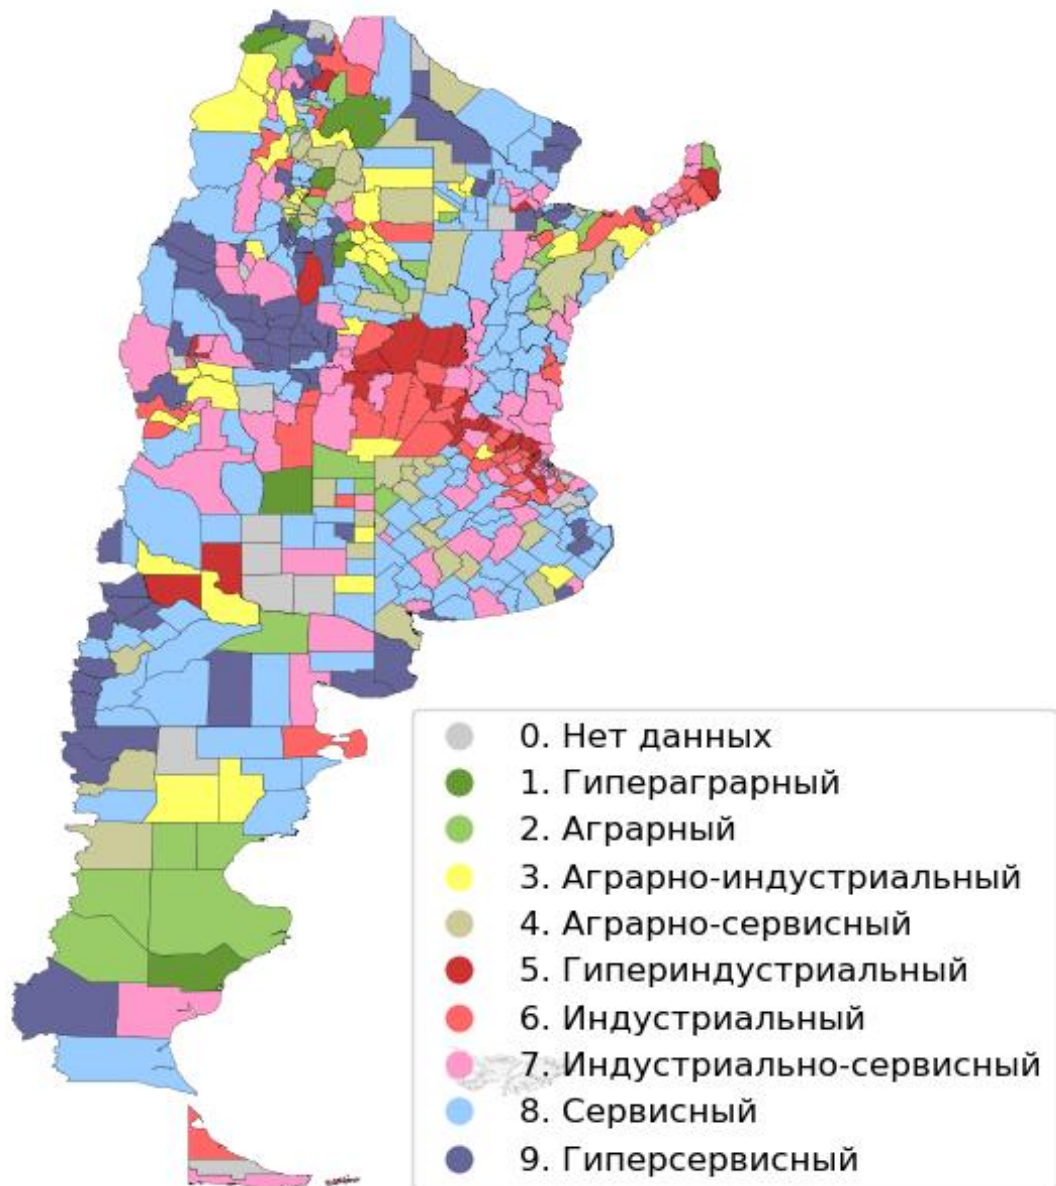 0. Нет данных
1. Гипераграрный
2. Аграрный
3. Аграрно-индустриальный
4. Аграрно-сервисный
5. Гипериндустриальный
6. Индустриальный
7. Индустриально-сервисный
8. Сервисный
9. Гиперсервисный